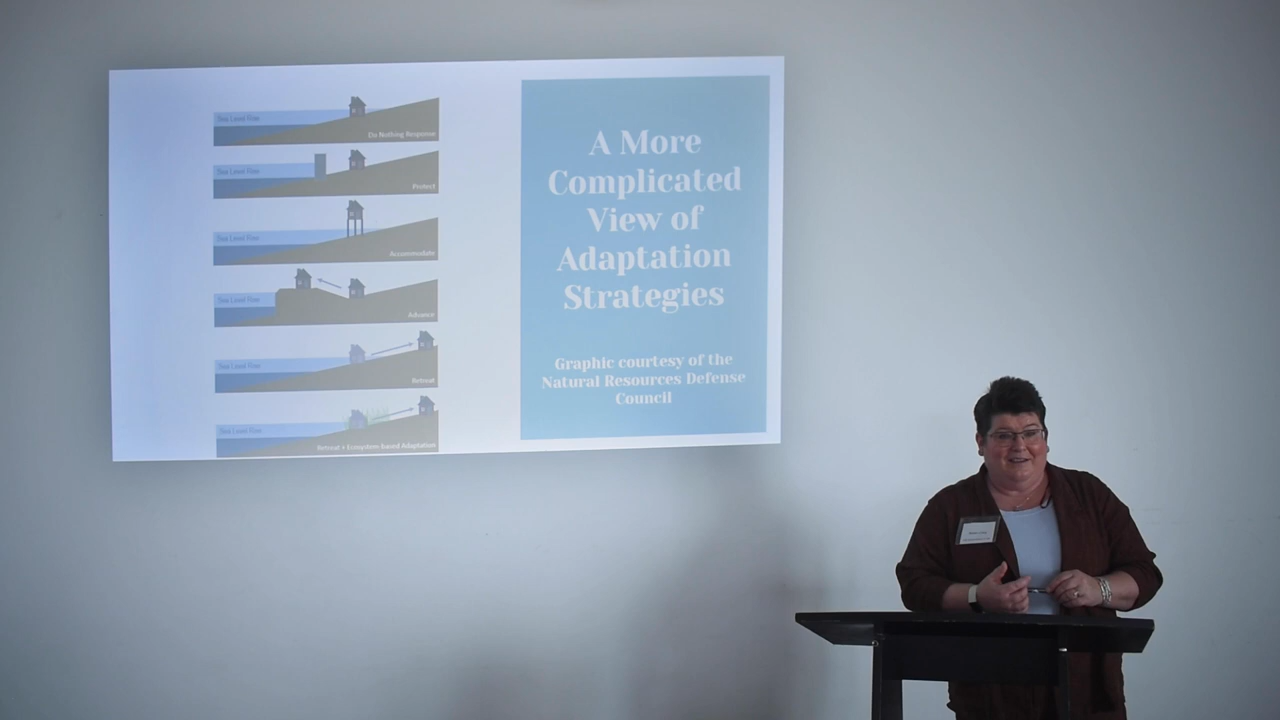 Sea Level Rise
Do Nothing Response
Sea Level Rise
Protect
Sea Level Rise
Accommodate
Sea Level Rise
Advance
Sea Level Rise
Retreat
Sea Level Rise
Retreat + Ecosystem-based Adaptation
A More
Complicated
View of
Adaptation
Strategies
Graphic courtesy of the
Natural Resources Defense
Council